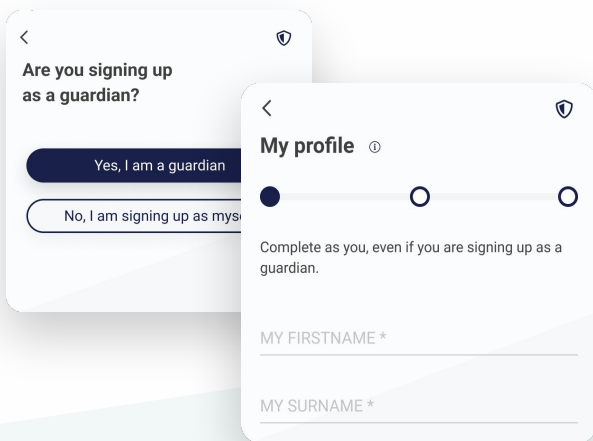 Are you signing up
as a guardian?
Yes, I am a guardian
No, I am signing up as
My profile
Complete as you, even if you are signing up as a
guardian.
MY FIRSTNAME *
MY SURNAME *